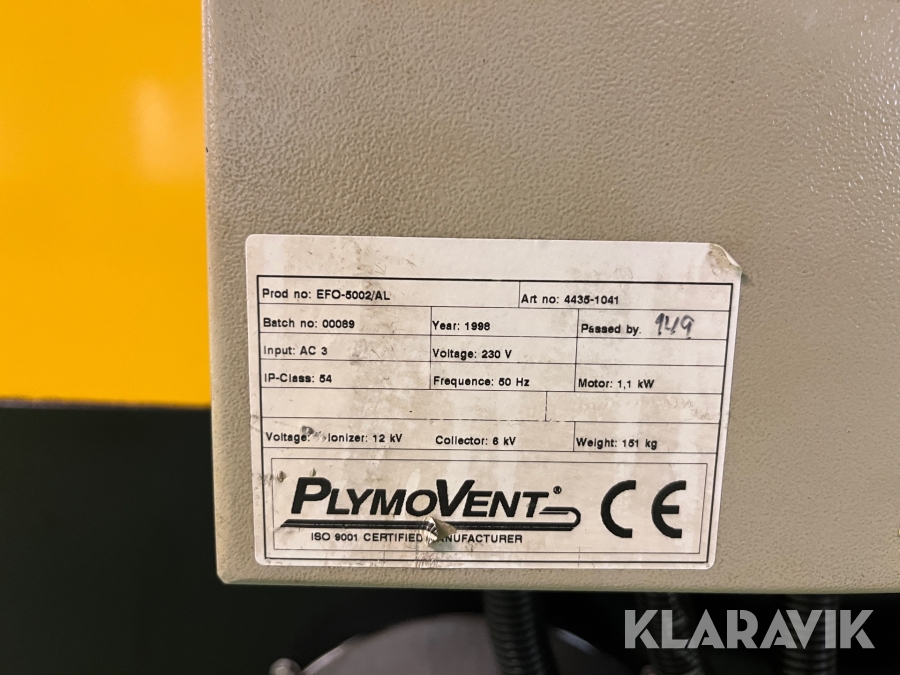 Prod no: EFO-5002/AL Art no: 4435-1041
Batch no: 00089 Year: 1998 Passed by. 149
Input: AC 3 Voltage: 230 V
IP-Class: 54 Frequence: 50 Hz Motor: 1,1 kW
Voltage: Ionizer: 12 kV Collector: 6 kV Weight: 151 kg
PLYMOVENT® CE
ISO 9001 CERTIFIED MANUFACTURER
KLARAVIK